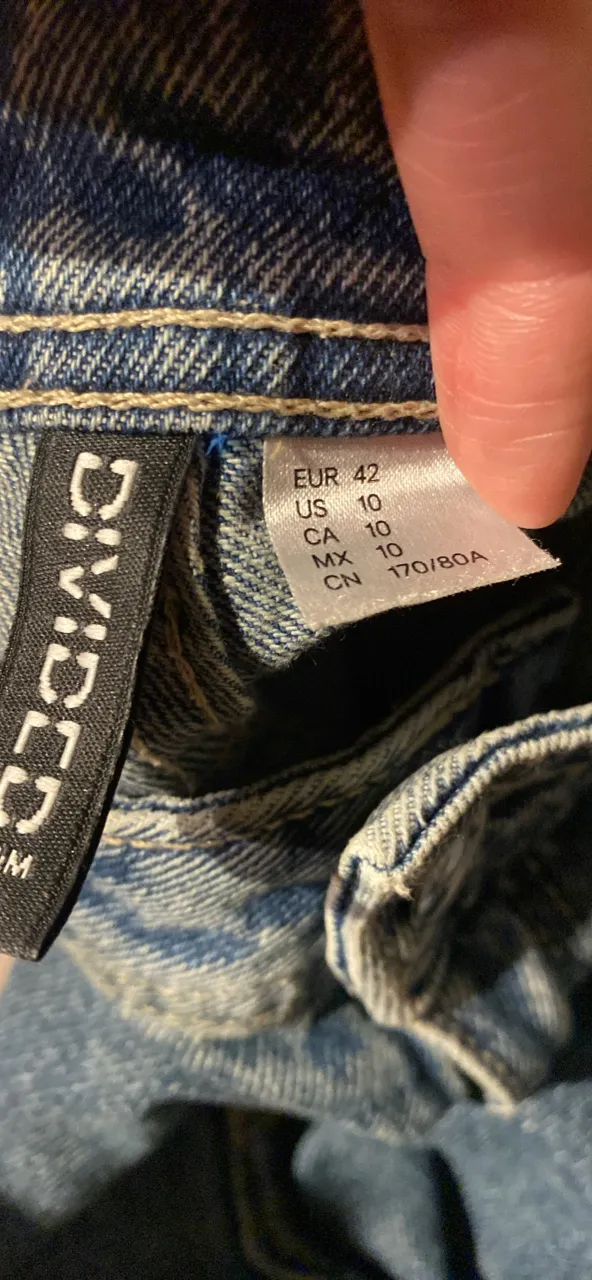 DIVIDED
EUR 42
US 10
CA 10
MX 10
CN 170/80A